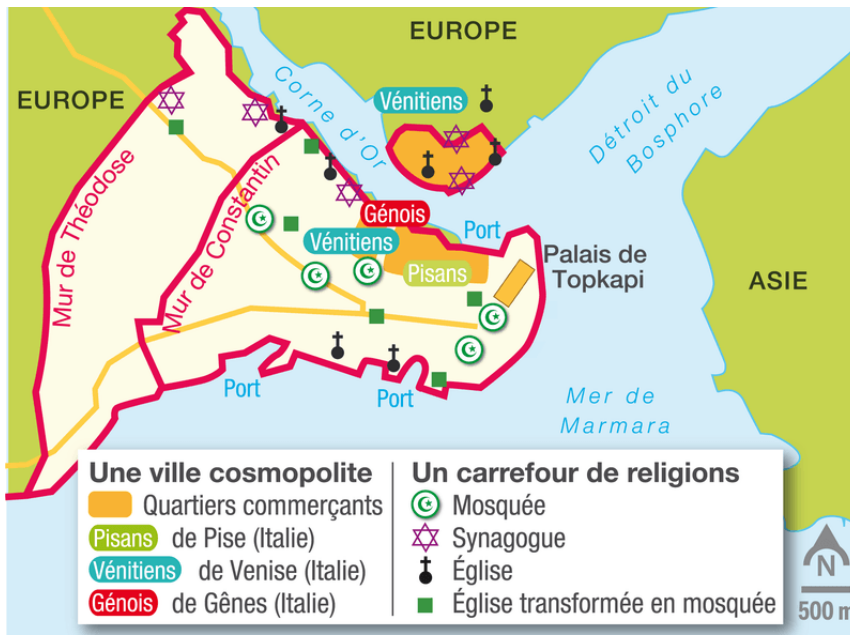 EUROPE
EUROPE
Corne d'Or
Vénitiens
Détroit du
Bosphore
Mur de Théodose
Mur de Constantin
Génois
Vénitiens
Port
Pisans
Palais de
Topkapi
ASIE
Port
Port
Mer de
Marmara
Une ville cosmopolite
Quartiers commerçants
Pisans de Pise (Italie)
Vénitiens de Venise (Italie)
Génois de Gênes (Italie)
Un carrefour de religions
Mosquée
Synagogue
Église
Église transformée en mosquée
N
500 m